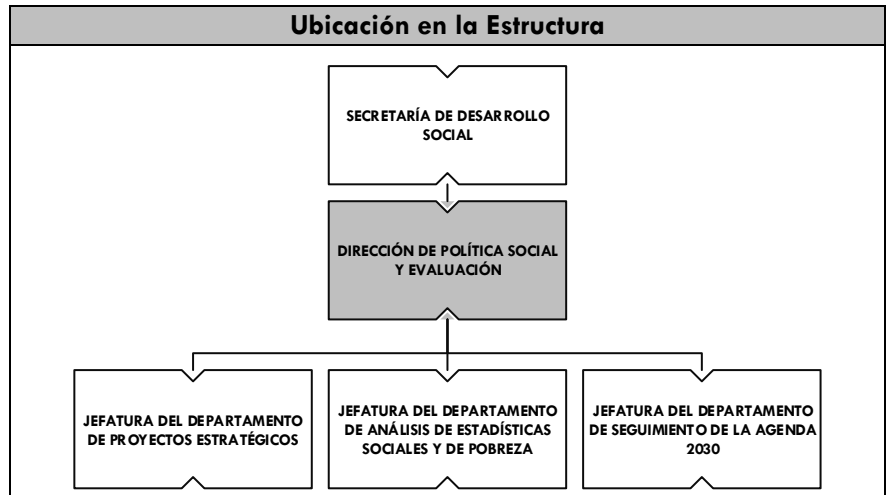 Ubicación en la Estructura
SECRETARÍA DE DESARROLLO
SOCIAL
DIRECCIÓN DE POLÍTICA SOCIAL
Y EVALUACIÓN
JEFATURA DEL DEPARTAMENTO
DE PROYECTOS ESTRATÉGICOS
JEFATURA DEL DEPARTAMENTO
DE ANÁLISIS DE ESTADÍSTICAS
SOCIALES Y DE POBREZA
JEFATURA DEL DEPARTAMENTO
DE SEGUIMIENTO DE LA AGENDA
2030